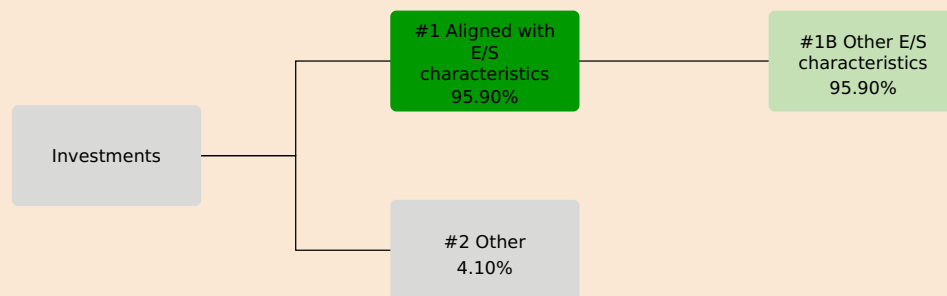 #1 Aligned with
E/S
characteristics
95.90%
#1B Other E/S
characteristics
95.90%
Investments
#2 Other
4.10%